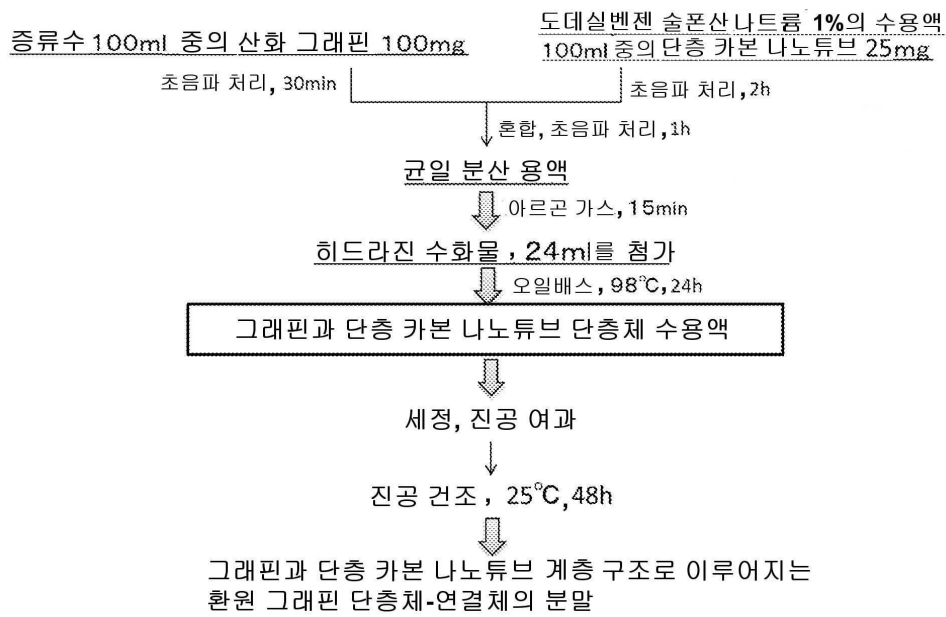 증류수 100ml 중의 산화 그래핀 100mg
도데실벤젠 술폰산 나트륨 1%의 수용액
100ml 중의 단층 카본 나노튜브 25mg
초음파 처리, 30min
초음파 처리, 2h
혼합, 초음파 처리, 1h
균일 분산 용액
아르곤 가스, 15min
히드라진 수화물, 24ml를 첨가
오일배스, 98℃, 24h
그래핀과 단층 카본 나노튜브 단층체 수용액
세정, 진공 여과
진공 건조, 25℃, 48h
그래핀과 단층 카본 나노튜브 계층 구조로 이루어지는
환원 그래핀 단층체-연결체의 분말